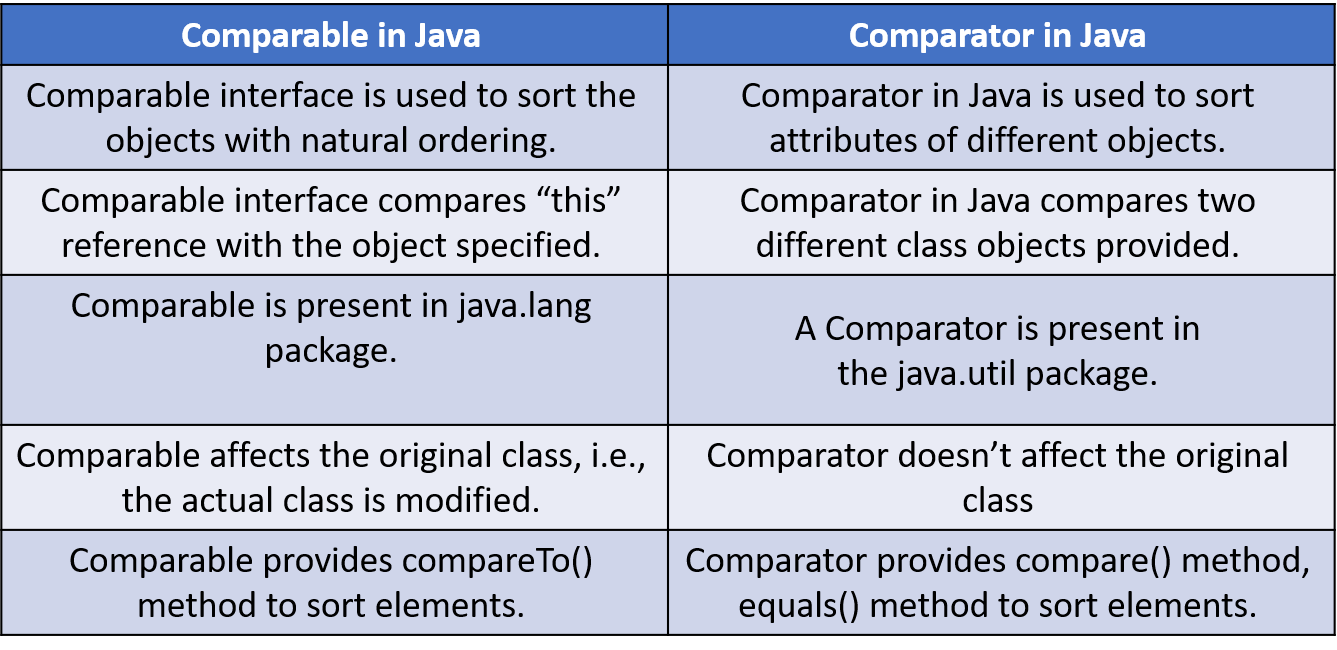 Comparable in Java
Comparator in Java
Comparable interface is used to sort the
objects with natural ordering.
Comparator in Java is used to sort
attributes of different objects.
Comparable interface compares “this”
reference with the object specified.
Comparator in Java compares two
different class objects provided.
Comparable is present in java.lang
package.
A Comparator is present in
the java.util package.
Comparable affects the original class, i.e.,
the actual class is modified.
Comparator doesn’t affect the original
class
Comparable provides compareTo()
method to sort elements.
Comparator provides compare() method,
equals() method to sort elements.